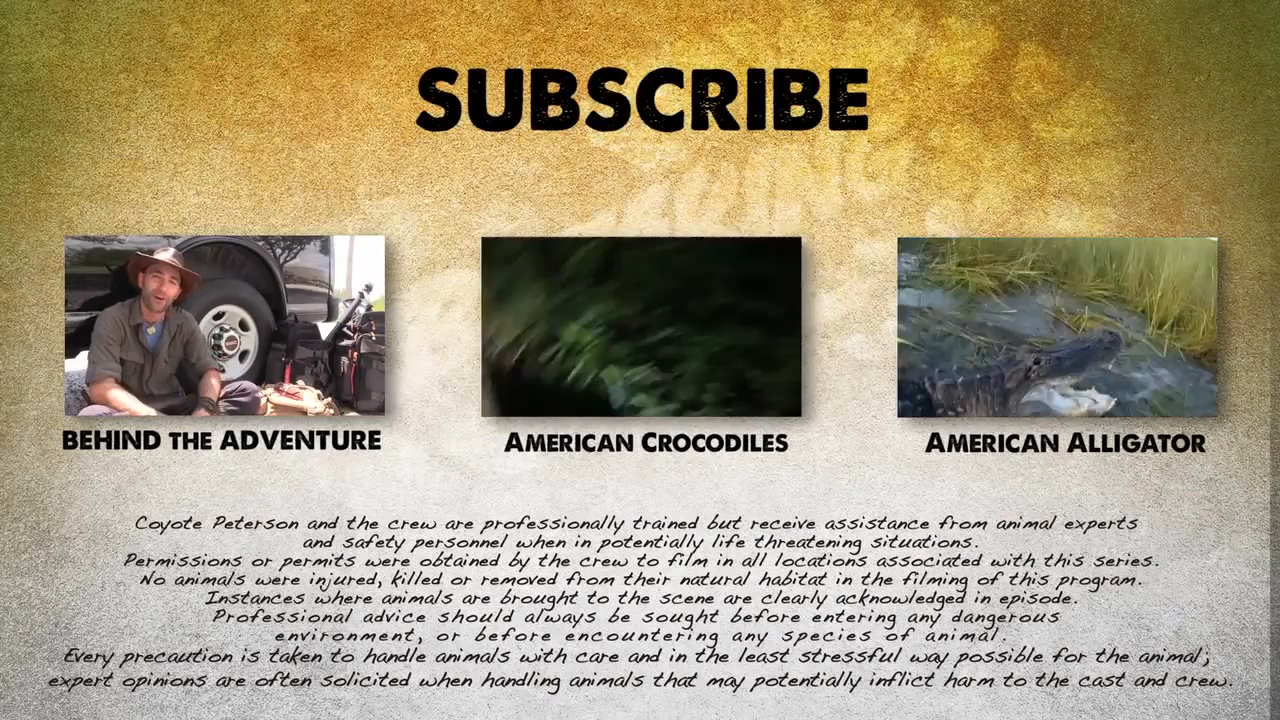 SUBSCRIBE
BEHIND THE ADVENTURE
AMERICAN CROCODILES
AMERICAN ALLIGATOR
Coyote Peterson and the crew are professionally trained but receive assistance from animal experts
and safety personnel when in potentially life threatening situations.
Permissions or permits were obtained by the crew to film in all locations associated with this series.
No animals were injured, killed or removed from their natural habitat in the filming of this program.
Instances where animals are brought to the scene are clearly acknowledged in episode.
Professional advice should always be sought before entering any dangerous
environment, or before encountering any species of animal.
Every precaution is taken to handle animals with care and in the least stressful way possible for the animal;
expert opinions are often solicited when handling animals that may potentially inflict harm to the cast and crew.